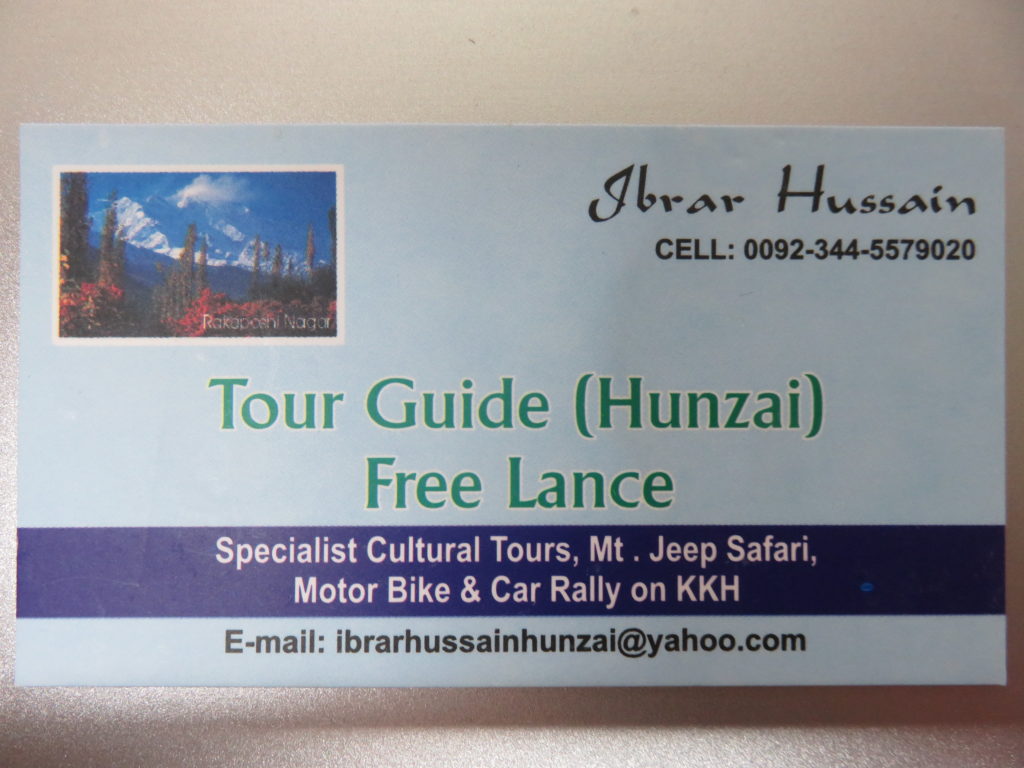 Ibrar Hussain
CELL: 0092-344-5579020
Rakaposhi Nagar
Tour Guide (Hunzai)
Free Lance
Specialist Cultural Tours, Mt . Jeep Safari,
Motor Bike & Car Rally on KKH
E-mail: ibrarhussainhunzai@yahoo.com